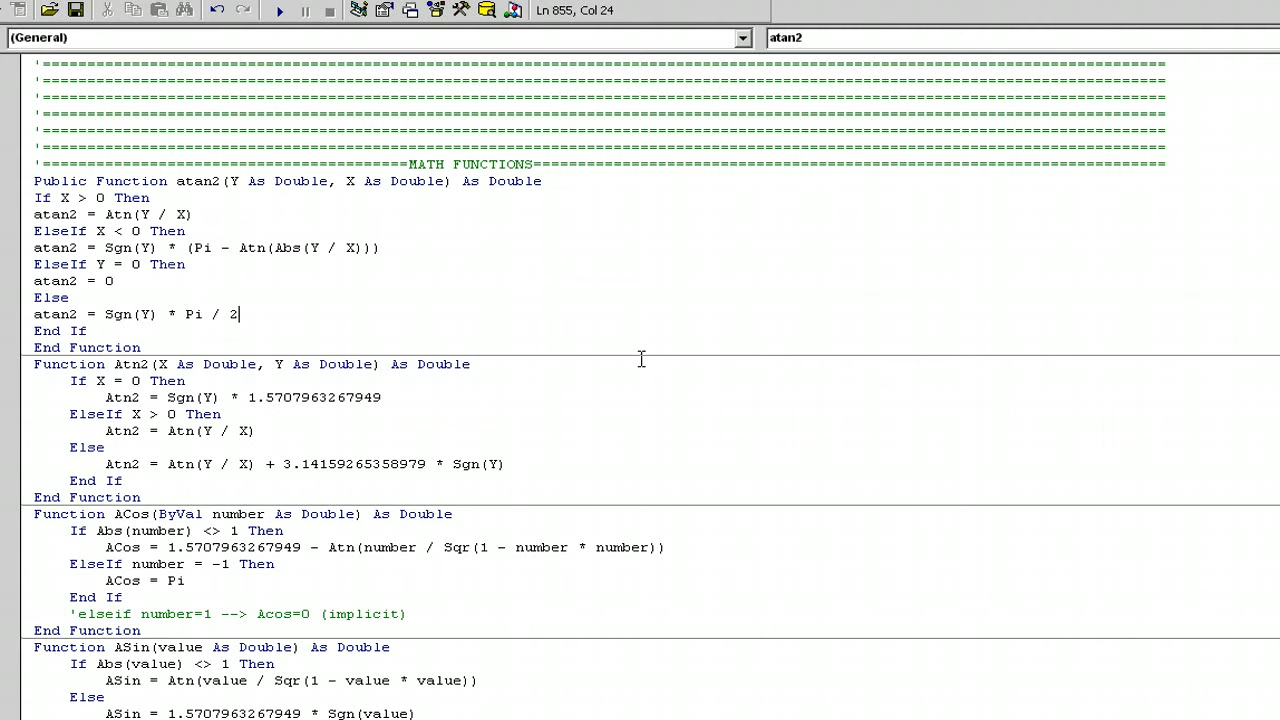 Ln 855, Col 24
(General) atan2
'==============================================================================================================================
'==============================================================================================================================
'==============================================================================================================================
'==============================================================================================================================
'==============================================================================================================================
'==============================================================================================================================
'=========================================MATH FUNCTIONS=======================================================================
Public Function atan2(Y As Double, X As Double) As Double
If X > 0 Then
atan2 = Atn(Y / X)
ElseIf X < 0 Then
atan2 = Sgn(Y) * (Pi - Atn(Abs(Y / X)))
ElseIf Y = 0 Then
atan2 = 0
Else
atan2 = Sgn(Y) * Pi / 2
End If
End Function
Function Atn2(X As Double, Y As Double) As Double
    If X = 0 Then
        Atn2 = Sgn(Y) * 1.5707963267949
    ElseIf X > 0 Then
        Atn2 = Atn(Y / X)
    Else
        Atn2 = Atn(Y / X) + 3.14159265358979 * Sgn(Y)
    End If
End Function
Function ACos(ByVal number As Double) As Double
    If Abs(number) <> 1 Then
        ACos = 1.5707963267949 - Atn(number / Sqr(1 - number * number))
    ElseIf number = -1 Then
        ACos = Pi
    End If
    'elseif number=1 --> Acos=0 (implicit)
End Function
Function ASin(value As Double) As Double
    If Abs(value) <> 1 Then
        ASin = Atn(value / Sqr(1 - value * value))
    Else
        ASin = 1.5707963267949 * Sgn(value)